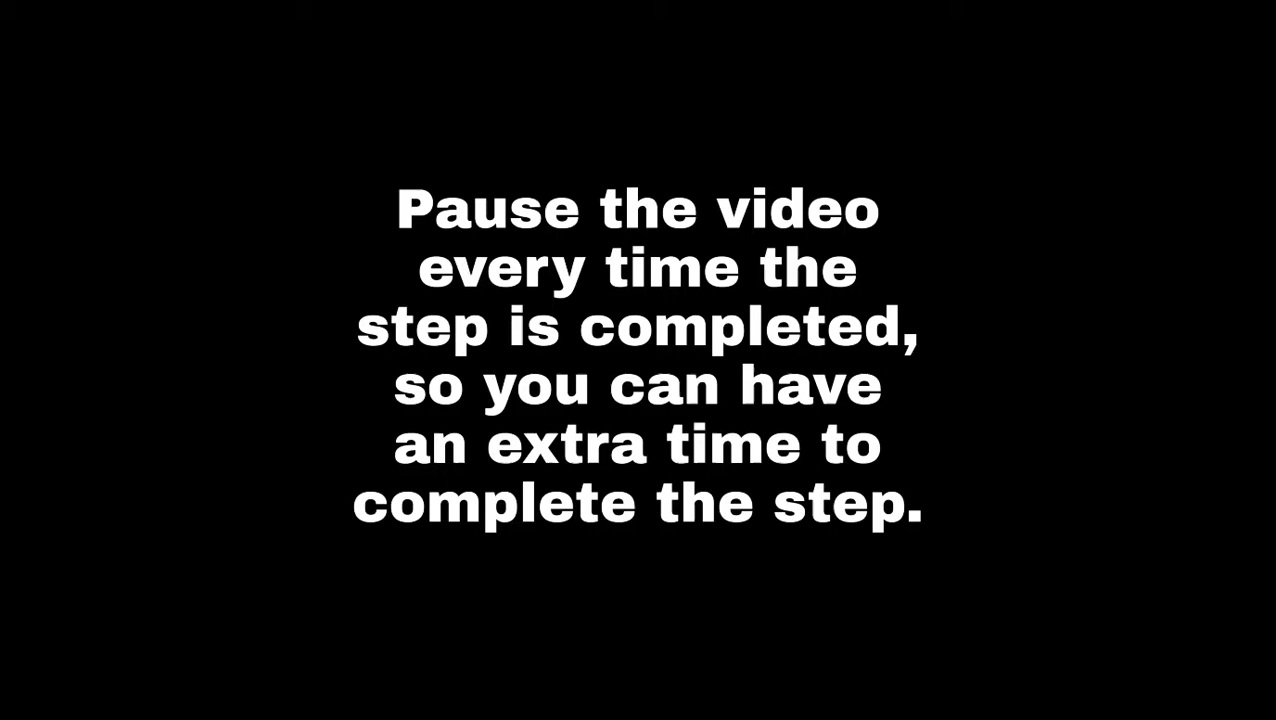 Pause the video
every time the
step is completed,
so you can have
an extra time to
complete the step.